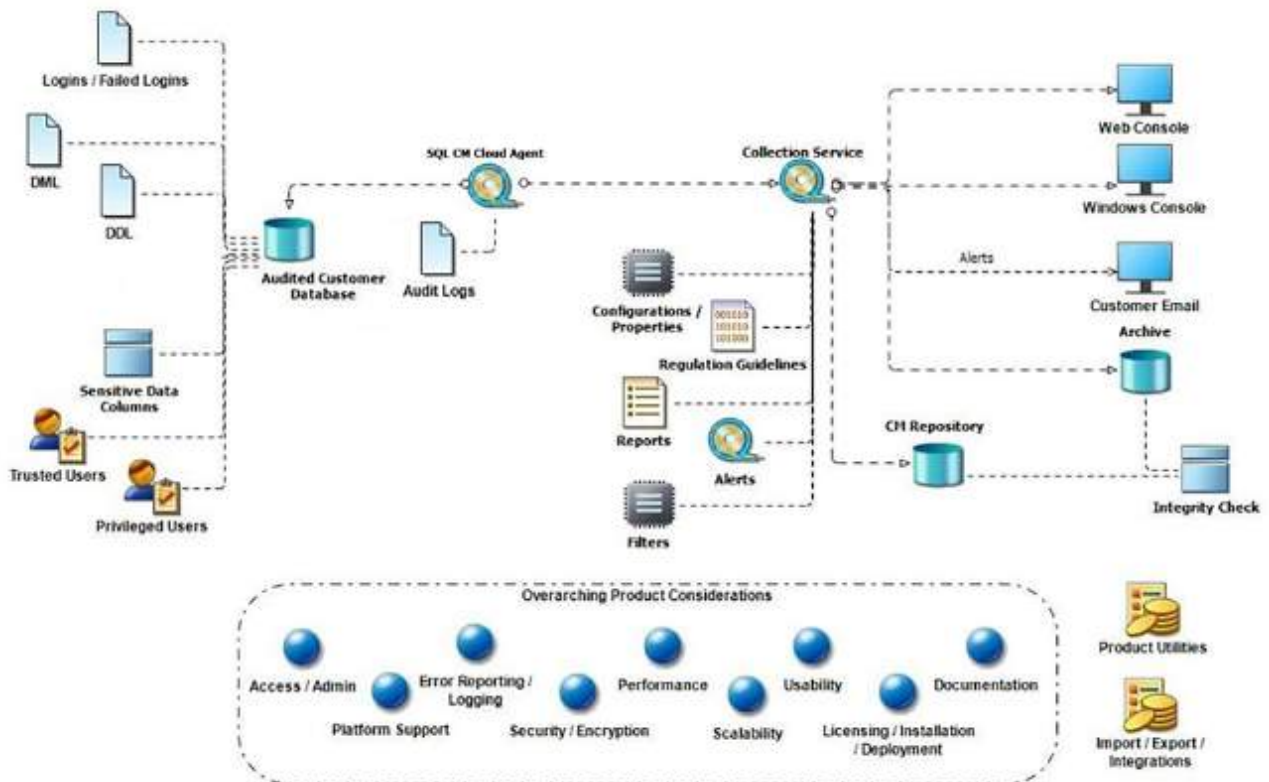 Logins / Failed Logins
DML
DDL
SQL CM Cloud Agent
Audited Customer
Database
Audit Logs
Sensitive Data
Columns
Trusted Users
Privileged Users
Collection Service
Configurations /
Properties
001010
101010
101000
Regulation Guidelines
Reports
Alerts
Filters
Web Console
Windows Console
Alerts
Customer Email
Archive
CM Repository
Integrity Check
Overarching Product Considerations
Access / Admin
Platform Support
Error Reporting /
Logging
Security / Encryption
Performance
Scalability
Usability
Licensing / Installation
/ Deployment
Documentation
Product Utilities
Import / Export /
Integrations